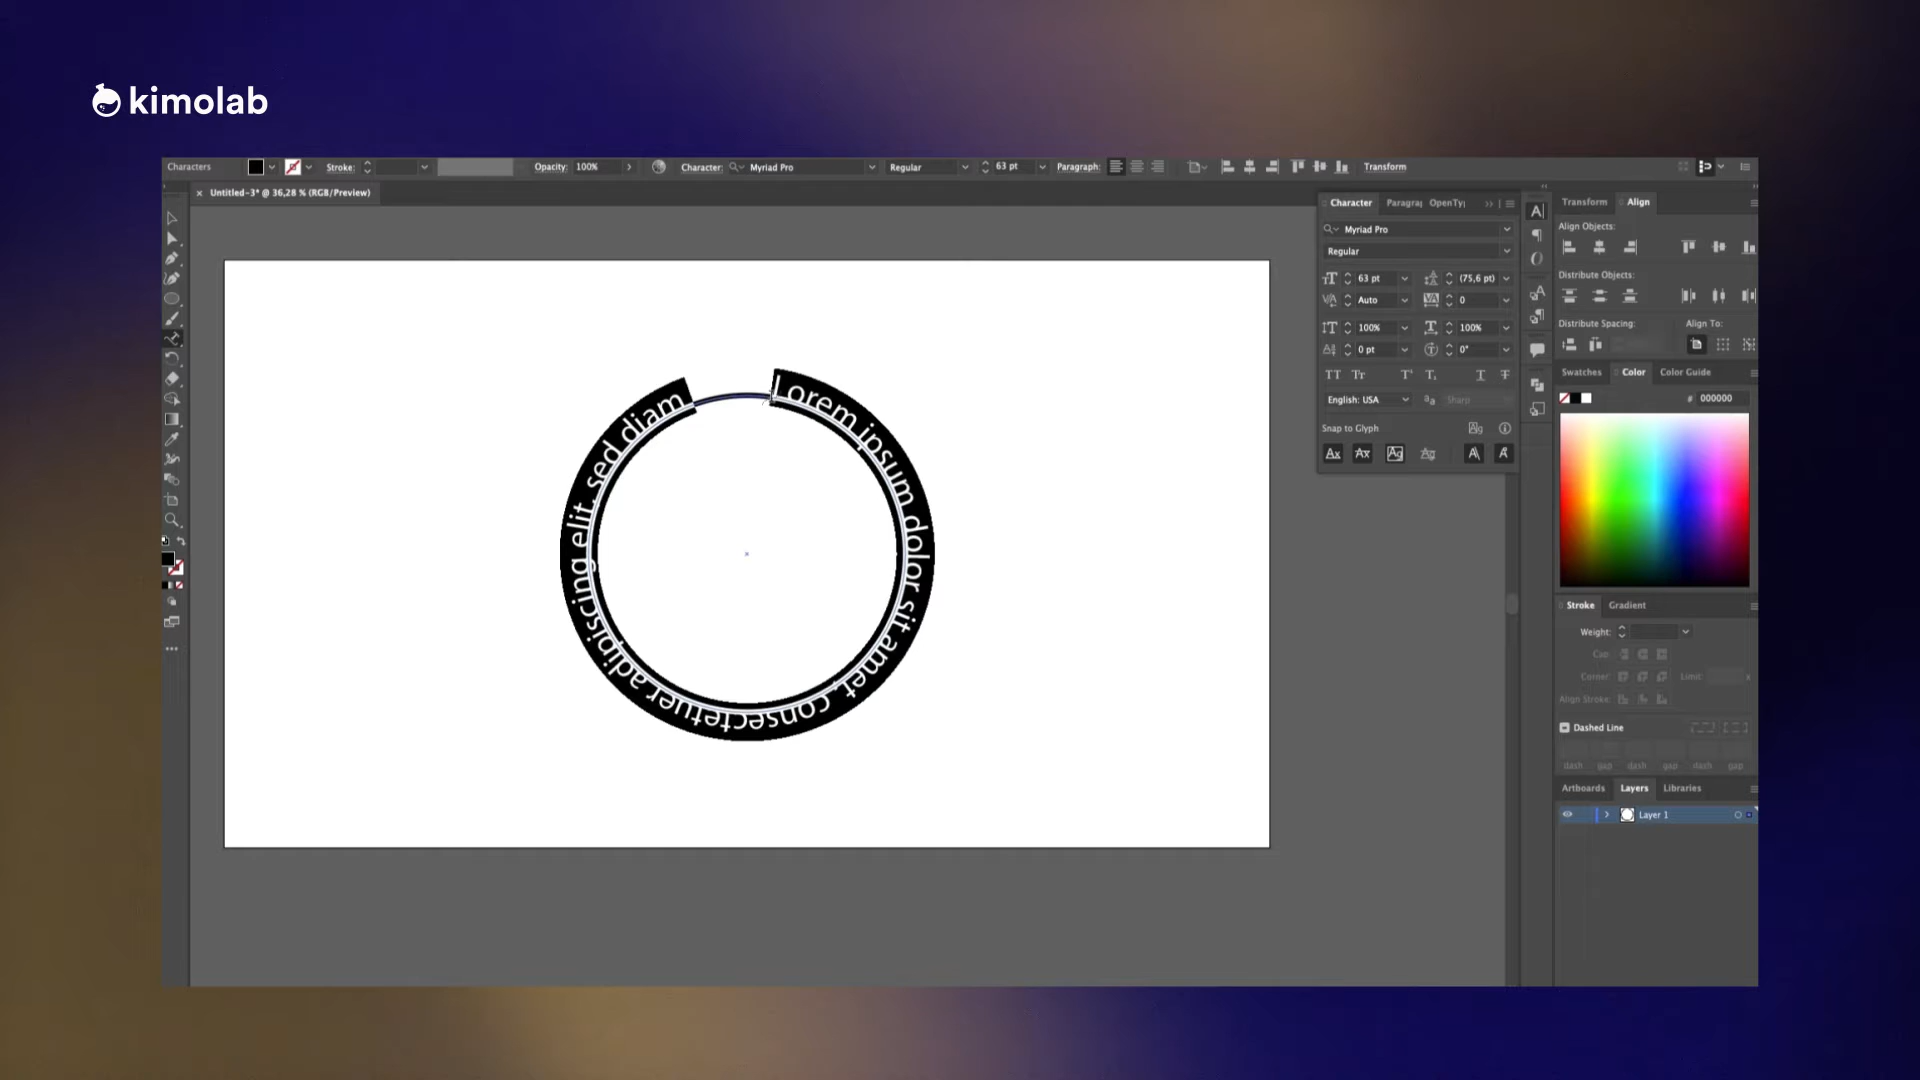 kimolab
Characters Stroke: Opacity: 100% Character: Myriad Pro Regular 63 pt Paragraph: Transform
× Untitled-3* @ 36,28 % (RGB/Preview)
Character Paragra OpenTy
Myriad Pro
Regular
63 pt (75,6 pt)
Auto 0
100% 100%
0 pt 0°
English: USA Sharp
Snap to Glyph
Transform Align
Align Objects:
Distribute Objects:
Distribute Spacing: Align To:
Swatches Color Color Guide
# 000000
Stroke Gradient
Weight:
Cap:
Corner: Limit: x
Align Stroke:
Dashed Line
dash gap dash gap dash gap
Artboards Layers Libraries
Layer 1
Lorem ipsum dolor sit amet, consectetuer adipiscing elit, sed diam